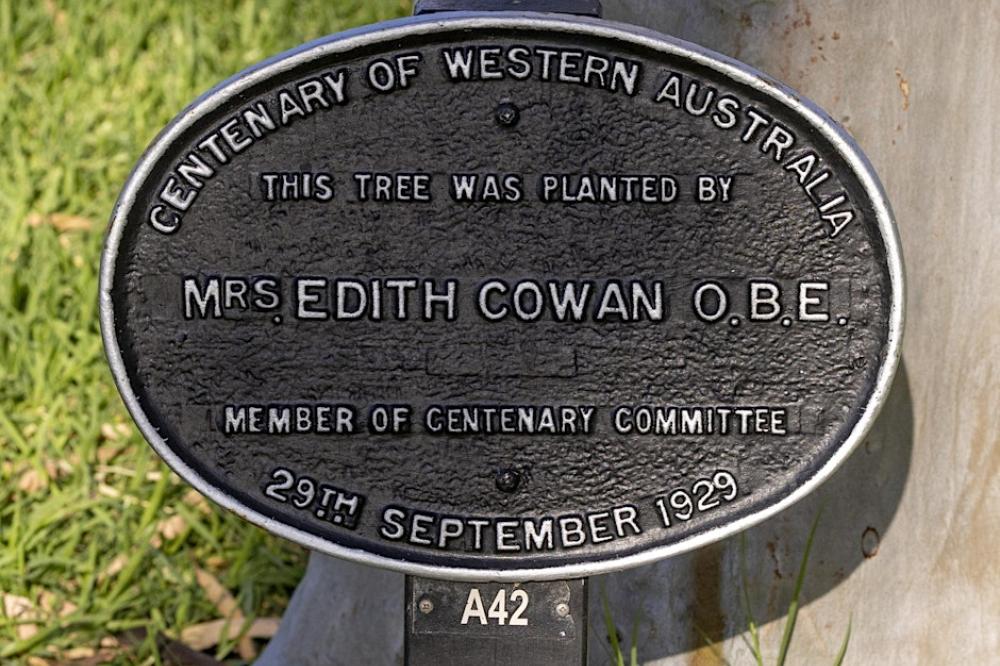 CENTENARY OF WESTERN AUSTRALIA
THIS TREE WAS PLANTED BY
MRS. EDITH COWAN O.B.E.
MEMBER OF CENTENARY COMMITTEE
29TH SEPTEMBER 1929
A42